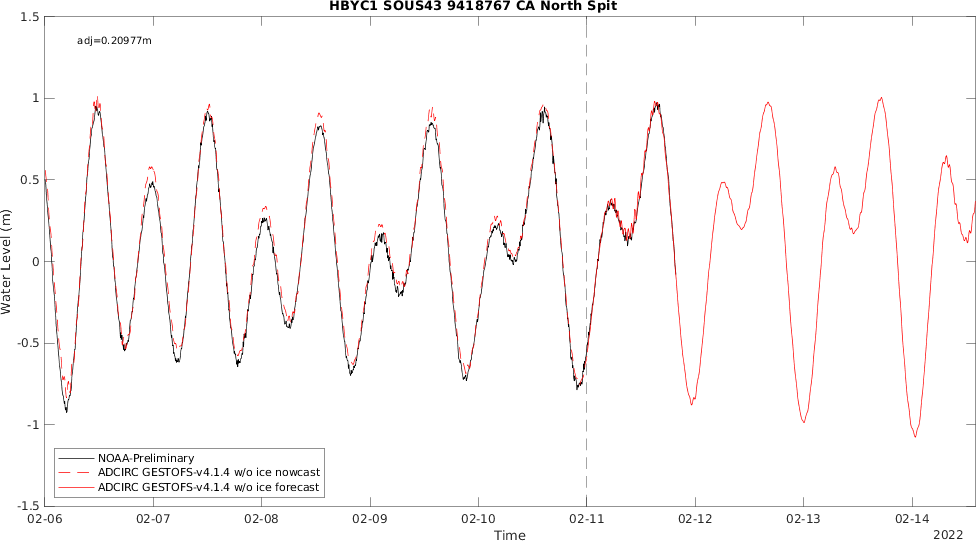 HBYC1 SOUS43 9418767 CA North Spit
adj=0.20977m
Water Level (m)
1.5
1
0.5
0
-0.5
-1
-1.5
NOAA-Preliminary
ADCIRC GESTOFS-v4.1.4 w/o ice nowcast
ADCIRC GESTOFS-v4.1.4 w/o ice forecast
02-06 02-07 02-08 02-09 02-10 02-11 02-12 02-13 02-14
Time
2022